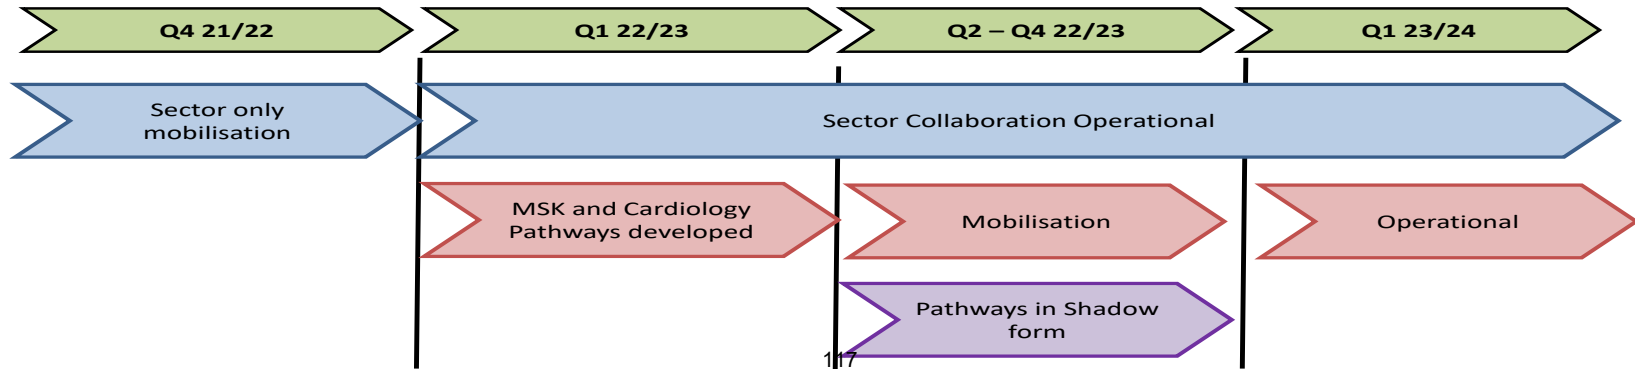 Q4 21/22
Q1 22/23
Q2 – Q4 22/23
Q1 23/24
Sector only
mobilisation
Sector Collaboration Operational
MSK and Cardiology
Pathways developed
Mobilisation
Operational
Pathways in Shadow
form
117